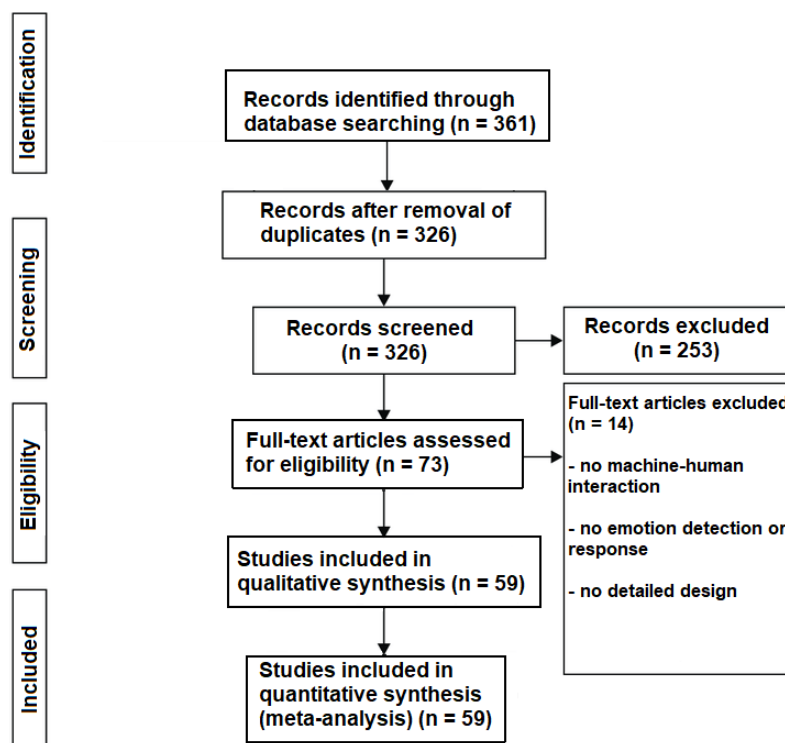 Identification
Records identified through
database searching (n = 361)
Records after removal of
duplicates (n = 326)
Screening
Records screened
(n = 326)
Records excluded
(n = 253)
Eligibility
Full-text articles assessed
for eligibility (n = 73)
Full-text articles excluded
(n = 14)
- no machine-human
interaction
- no emotion detection or
response
- no detailed design
Studies included in
qualitative synthesis (n = 59)
Included
Studies included in
quantitative synthesis
(meta-analysis) (n = 59)